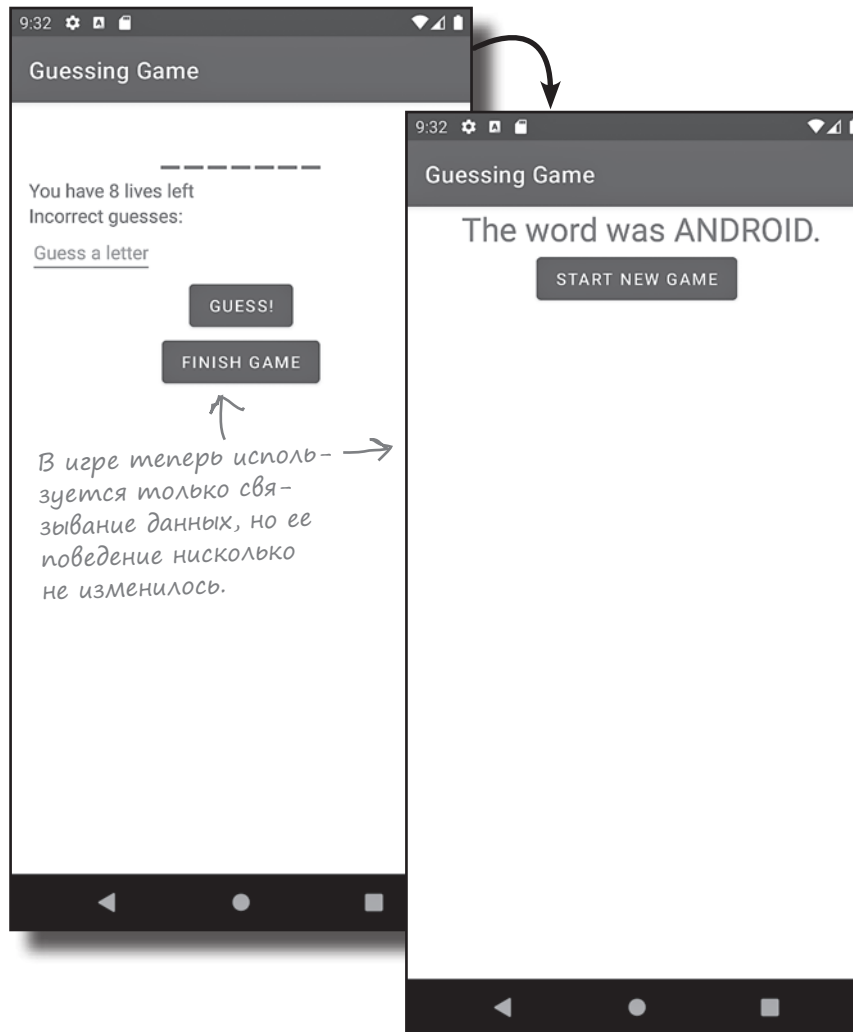 9:32
Guessing Game
_ _ _ _ _ _ _
You have 8 lives left
Incorrect guesses:
Guess a letter
GUESS!
FINISH GAME
В игре теперь исполь-
зуется только свя-
зывание данных, но ее
поведение нисколько
не изменилось.
9:32
Guessing Game
The word was ANDROID.
START NEW GAME